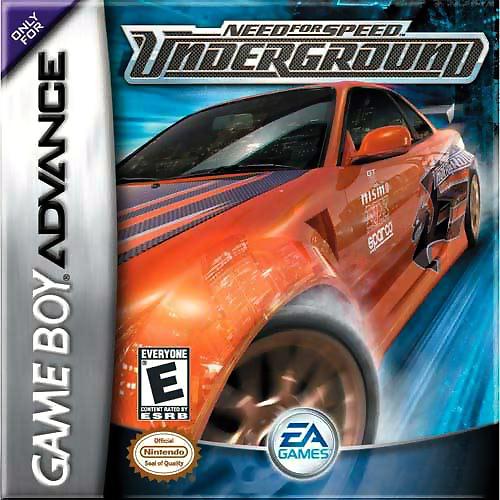 ONLY
FOR
GAME BOY ADVANCE
NEED FOR SPEED
UNDERGROUND
GT
nismo
sparco
EVERYONE
E
CONTENT RATED BY
ESRB
Official
Nintendo
Seal of Quality
EA
GAMES